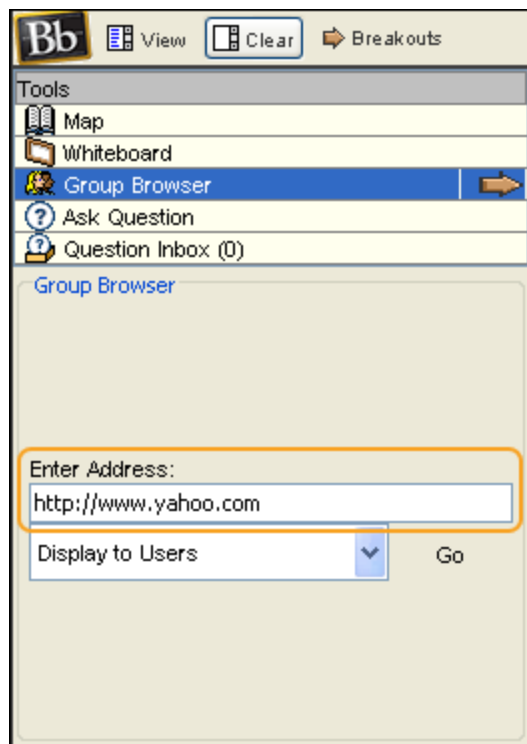 Bb View Clear Breakouts
Tools
Map
Whiteboard
Group Browser
Ask Question
Question Inbox (0)
Group Browser
Enter Address:
http://www.yahoo.com
Display to Users Go